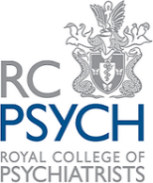 RC
PSYCH
ROYAL COLLEGE OF
PSYCHIATRISTS